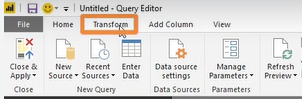 Untitled - Query Editor
File Home Transform Add Column View
Close & Apply New Source Recent Sources Enter Data Data source settings Manage Parameters Refresh Preview
Close New Query Data Sources Parameters